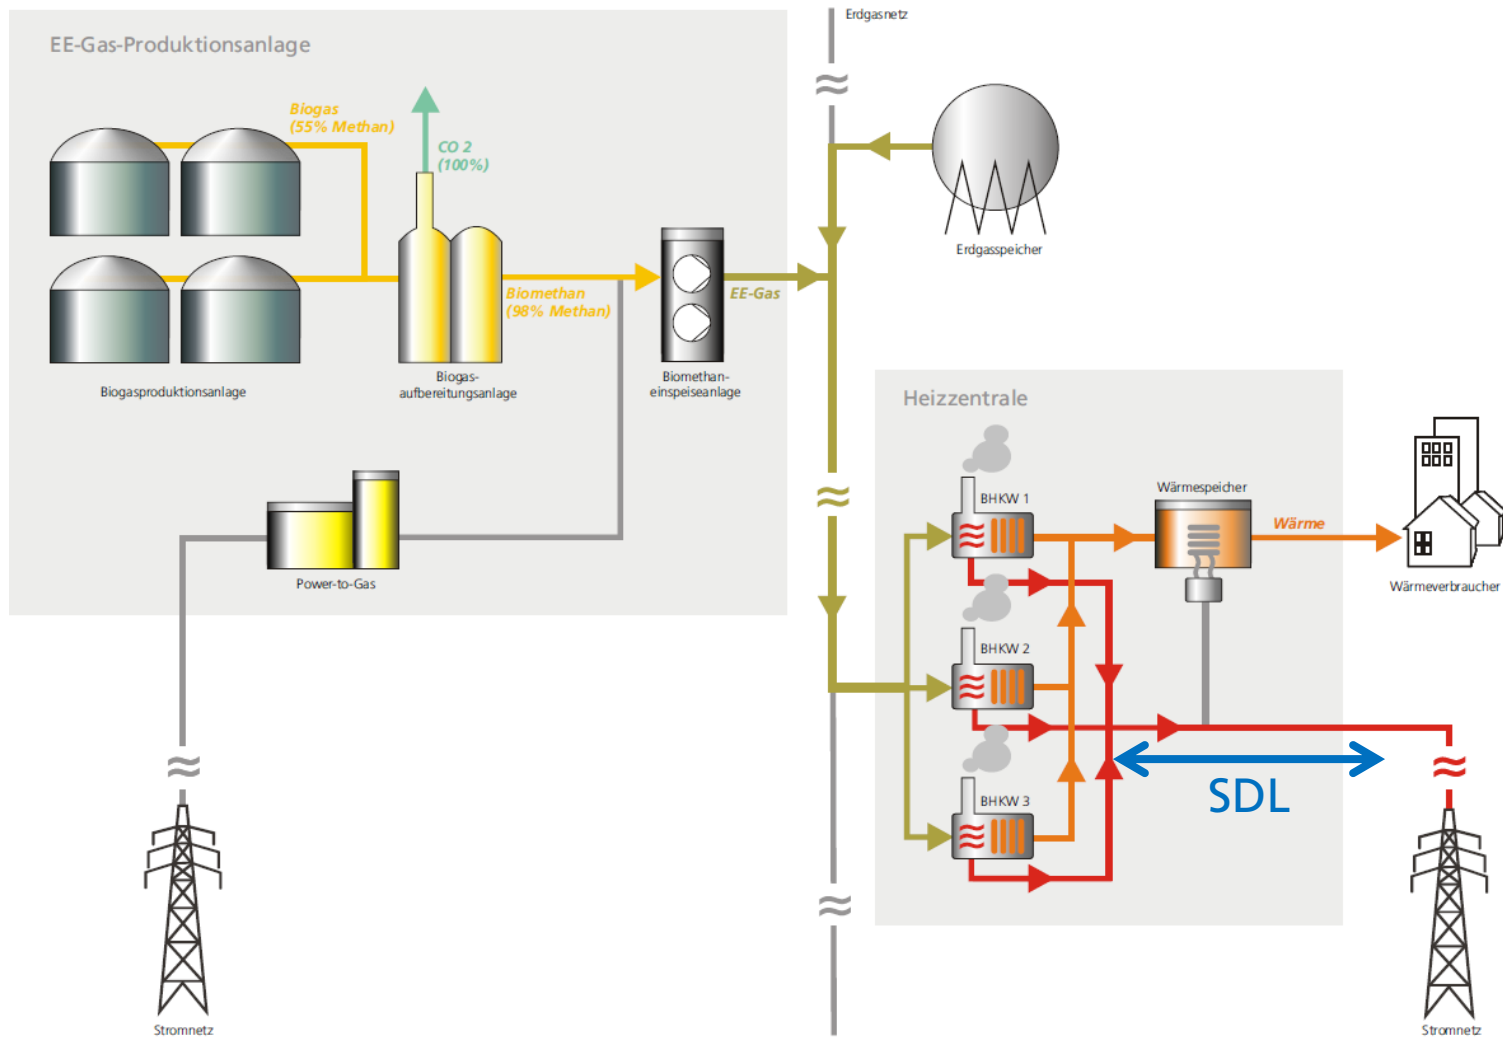 Erdgasnetz
EE-Gas-Produktionsanlage
Biogas
(55% Methan)
CO 2
(100%)
Erdgasspeicher
Biomethan
(98% Methan)
EE-Gas
Biogasproduktionsanlage
Biogas-
aufbereitungsanlage
Biomethan-
einspeiseanlage
Power-to-Gas
Stromnetz
Heizzentrale
BHKW 1
Wärmespeicher
Wärme
Wärmeverbraucher
BHKW 2
BHKW 3
SDL
Stromnetz